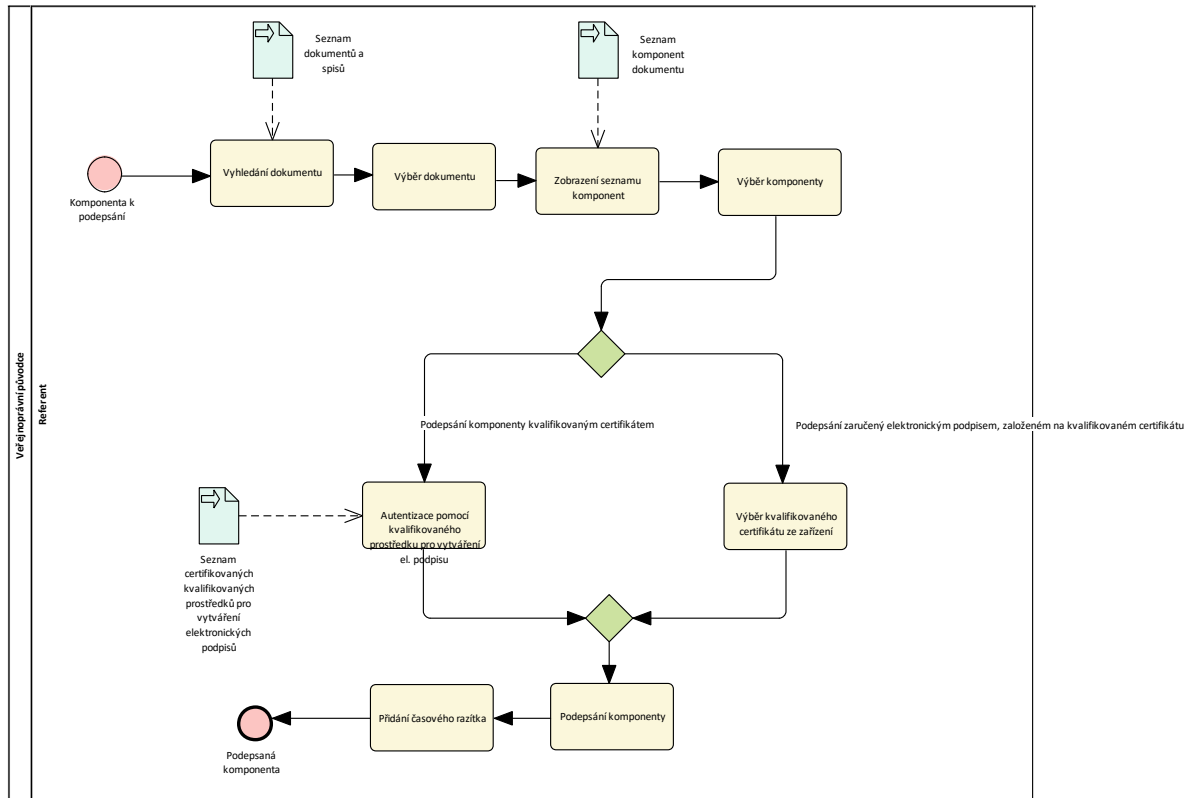 Seznam
dokumentů a
spisů
Seznam
komponent
dokumentu
Vyhledání dokumentu
Výběr dokumentu
Zobrazení seznamu
komponent
Výběr komponenty
Komponenta k
podepsání
Veřejnoprávní původce
Referent
Podepsání komponenty kvalifikovaným certifikátem
Podepsání zaručený elektronickým podpisem, založeném na kvalifikovaném certifikátu
Autentizace pomocí
kvalifikovaného
prostředku pro vytváření
el. podpisu
Výběr kvalifikovaného
certifikátu ze zařízení
Seznam
certifikovaných
kvalifikovaných
prostředků pro
vytváření
elektronických
podpisů
Přidání časového razítka
Podepsání komponenty
Podepsaná
komponenta